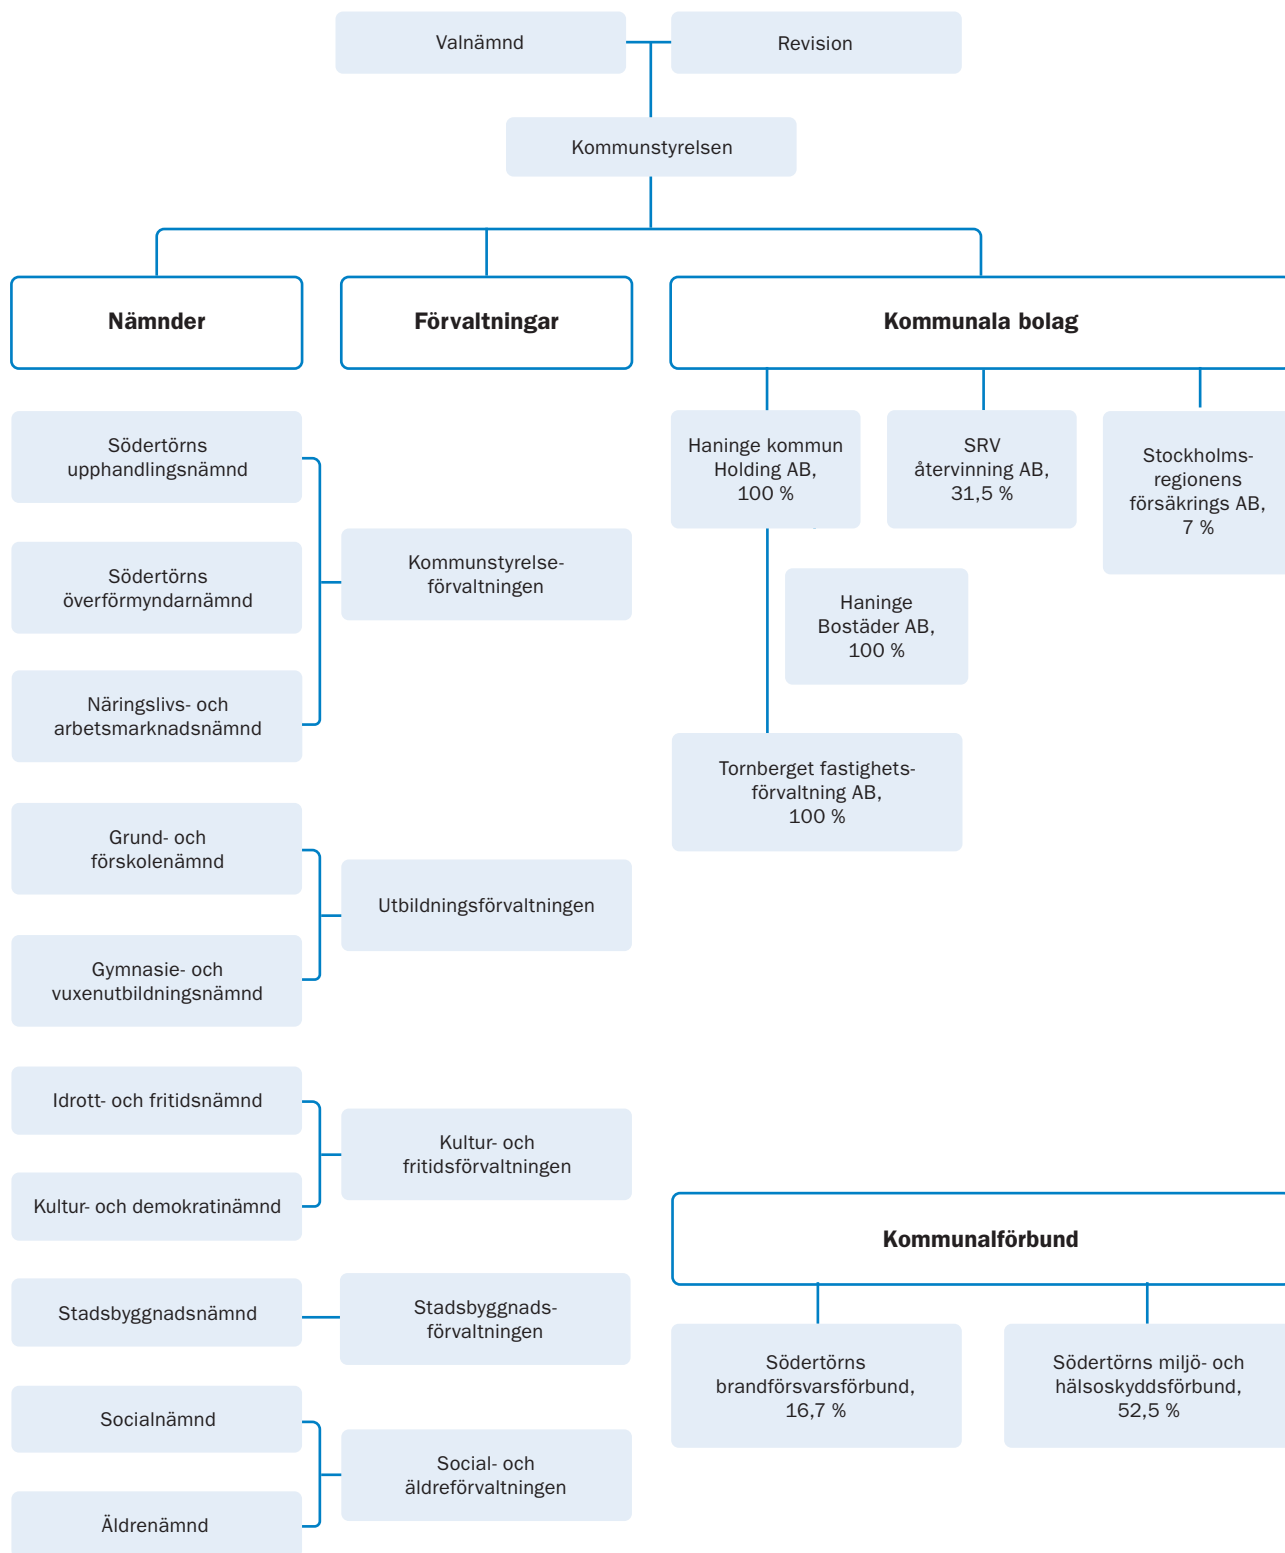 Valnämnd
Revision
Kommunstyrelsen
Nämnder
Förvaltningar
Kommunala bolag
Södertörns
upphandlingsnämnd
Södertörns
överförmyndarnämnd
Näringslivs- och
arbetsmarknadsnämnd
Kommunstyrelse-
förvaltningen
Haninge kommun
Holding AB,
100 %
SRV
återvinning AB,
31,5 %
Stockholms-
regionens
försäkrings AB,
7 %
Haninge
Bostäder AB,
100 %
Tornberget fastighets-
förvaltning AB,
100 %
Grund- och
förskolenämnd
Gymnasie- och
vuxenutbildningsnämnd
Utbildningsförvaltningen
Idrott- och fritidsnämnd
Kultur- och demokratinämnd
Kultur- och
fritidsförvaltningen
Stadsbyggnadsnämnd
Stadsbyggnads-
förvaltningen
Socialnämnd
Äldrenämnd
Social- och
äldreförvaltningen
Kommunalförbund
Södertörns
brandförsvarsförbund,
16,7 %
Södertörns miljö- och
hälsoskyddsförbund,
52,5 %